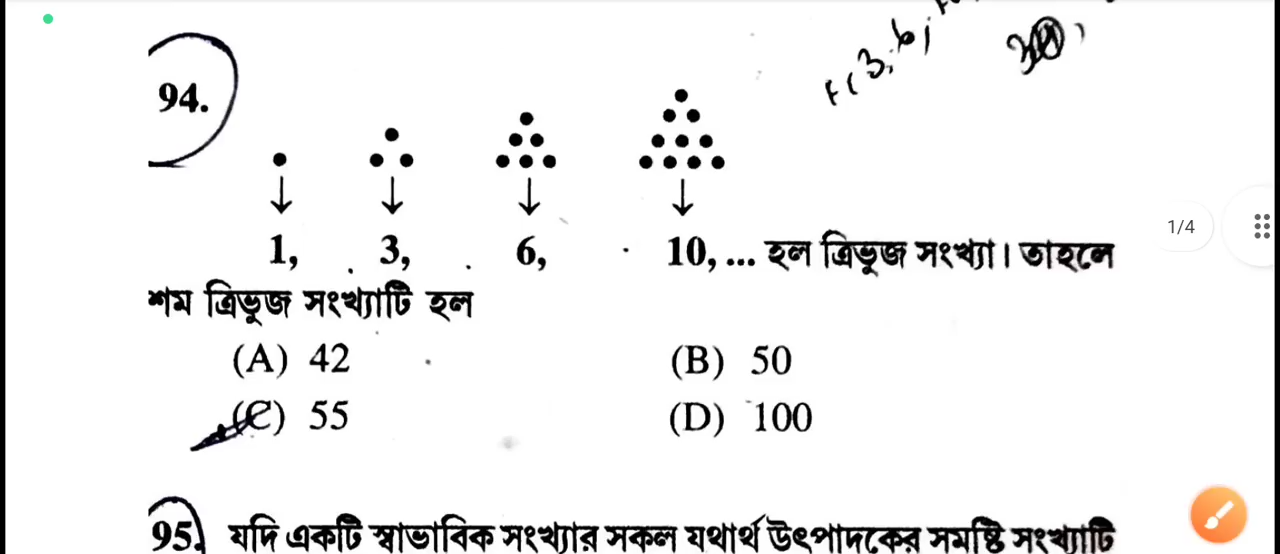 94.
1, 3, 6, 10, ... হল ত্রিভুজ সংখ্যা। তাহলে
শম ত্রিভুজ সংখ্যাটি হল
(A) 42 (B) 50
(C) 55 (D) 100
1/4
95. যদি একটি স্বাভাবিক সংখ্যার সকল যথার্থ উৎপাদকের সমষ্টি সংখ্যাটি